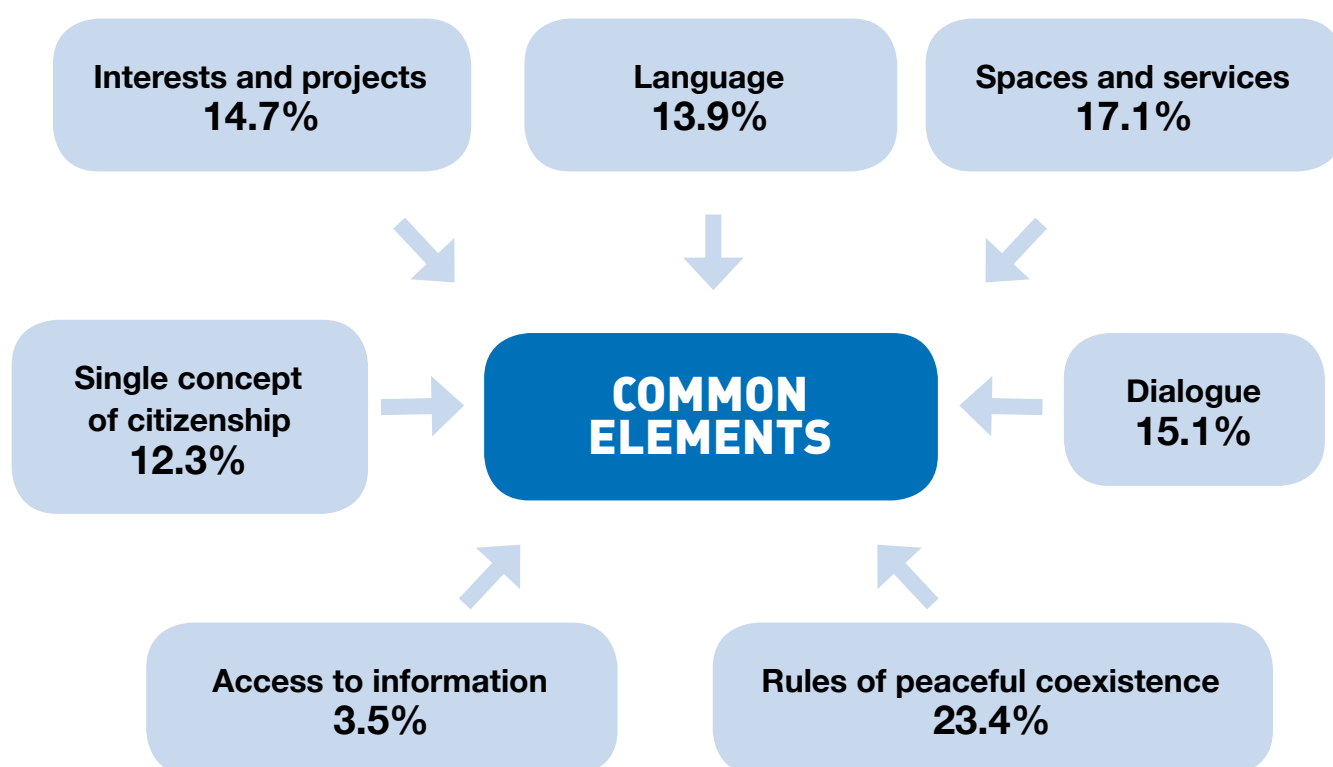 Interests and projects
14.7%
Language
13.9%
Spaces and services
17.1%
Single concept
of citizenship
12.3%
COMMON
ELEMENTS
Dialogue
15.1%
Access to information
3.5%
Rules of peaceful coexistence
23.4%